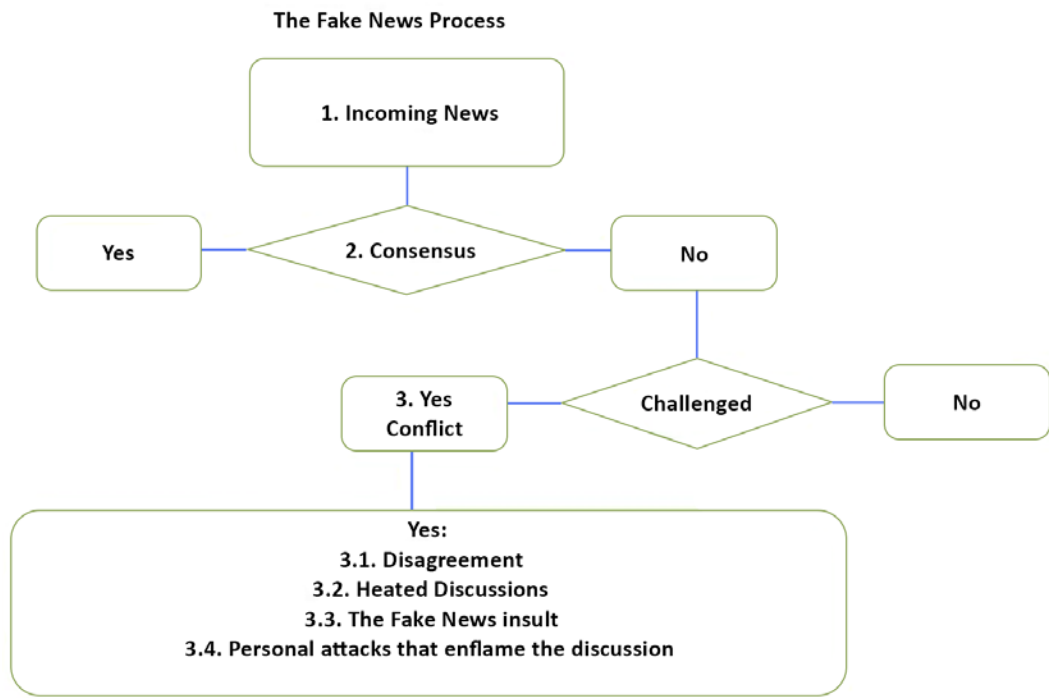 The Fake News Process
1. Incoming News
Yes
2. Consensus
No
3. Yes
Conflict
Challenged
No
Yes:
3.1. Disagreement
3.2. Heated Discussions
3.3. The Fake News insult
3.4. Personal attacks that enflame the discussion